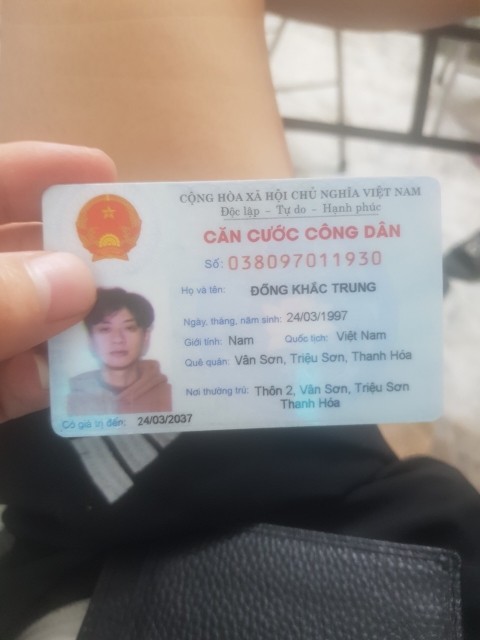 CỘNG HÒA XÃ HỘI CHỦ NGHĨA VIỆT NAM
Độc lập - Tự do - Hạnh phúc
CĂN CƯỚC CÔNG DÂN
Số: 038097011930
Họ và tên: ĐỒNG KHẮC TRUNG
Ngày, tháng, năm sinh: 24/03/1997
Giới tính: Nam Quốc tịch: Việt Nam
Quê quán: Vân Sơn, Triệu Sơn, Thanh Hóa
Nơi thường trú: Thôn 2, Vân Sơn, Triệu Sơn
Thanh Hóa
Có giá trị đến: 24/03/2037